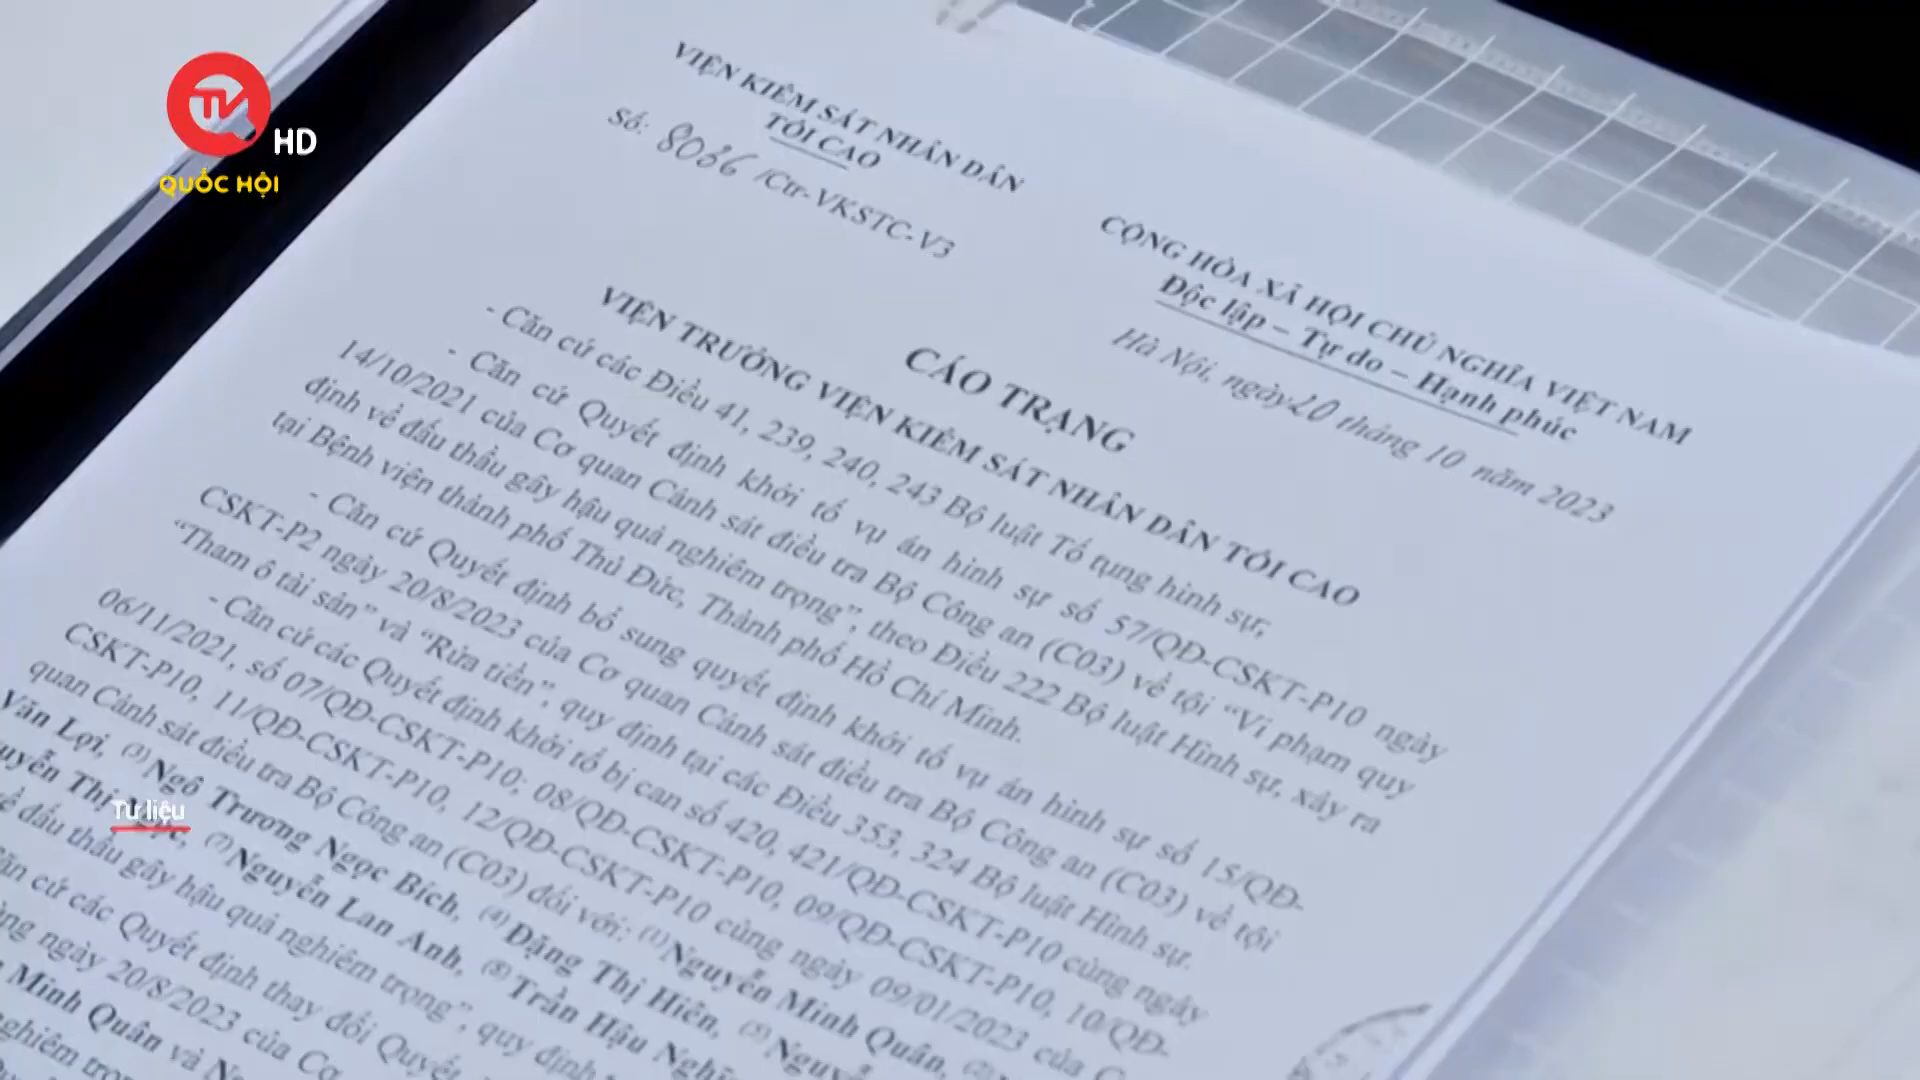 TV
HD
QUỐC HỘI
VIỆN KIỂM SÁT NHÂN DÂN
TỐI CAO
Số: 8066 /Ctr-VKSTC-V3
CỘNG HÒA XÃ HỘI CHỦ NGHĨA VIỆT NAM
Độc lập – Tự do – Hạnh phúc
Hà Nội, ngày 20 tháng 10 năm 2023
CÁO TRẠNG
VIỆN TRƯỞNG VIỆN KIỂM SÁT NHÂN DÂN TỐI CAO
- Căn cứ các Điều 41, 239, 240, 243 Bộ luật Tố tụng hình sự;
- Căn cứ Quyết định khởi tố vụ án hình sự số 57/QĐ-CSKT-P10 ngày
14/10/2021 của Cơ quan Cảnh sát điều tra Bộ Công an (C03) về tội “Vi phạm quy
định về đấu thầu gây hậu quả nghiêm trọng”, theo Điều 222 Bộ luật Hình sự, xảy ra
tại Bệnh viện thành phố Thủ Đức, Thành phố Hồ Chí Minh.
- Căn cứ Quyết định bổ sung quyết định khởi tố vụ án hình sự số 15/QĐ-
CSKT-P2 ngày 20/8/2023 của Cơ quan Cảnh sát điều tra Bộ Công an (C03) về tội
“Tham ô tài sản” và “Rửa tiền”, quy định tại các Điều 353, 324 Bộ luật Hình sự.
- Căn cứ các Quyết định khởi tố bị can số 420, 421/QĐ-CSKT-P10 cùng ngày
06/11/2021, số 07/QĐ-CSKT-P10; 08/QĐ-CSKT-P10, 09/QĐ-CSKT-P10, 10/QĐ-
CSKT-P10, 11/QĐ-CSKT-P10, 12/QĐ-CSKT-P10 cùng ngày 09/01/2023 của
quan Cảnh sát điều tra Bộ Công an (C03) đối với: (1) Nguyễn Minh Quân,
Văn Lợi, (3) Ngô Trương Ngọc Bích, (4) Đặng Thị Hiên, (5)
Thị (7) Nguyễn Lan Anh, (8) Trần Hậu
đấu thầu gây hậu quả nghiêm trọng”, quy định
cứ các Quyết định thay đổi Quyết
ngày 20/8/2023 của Cơ
Minh Quân và
nghiêm
Tư liệu